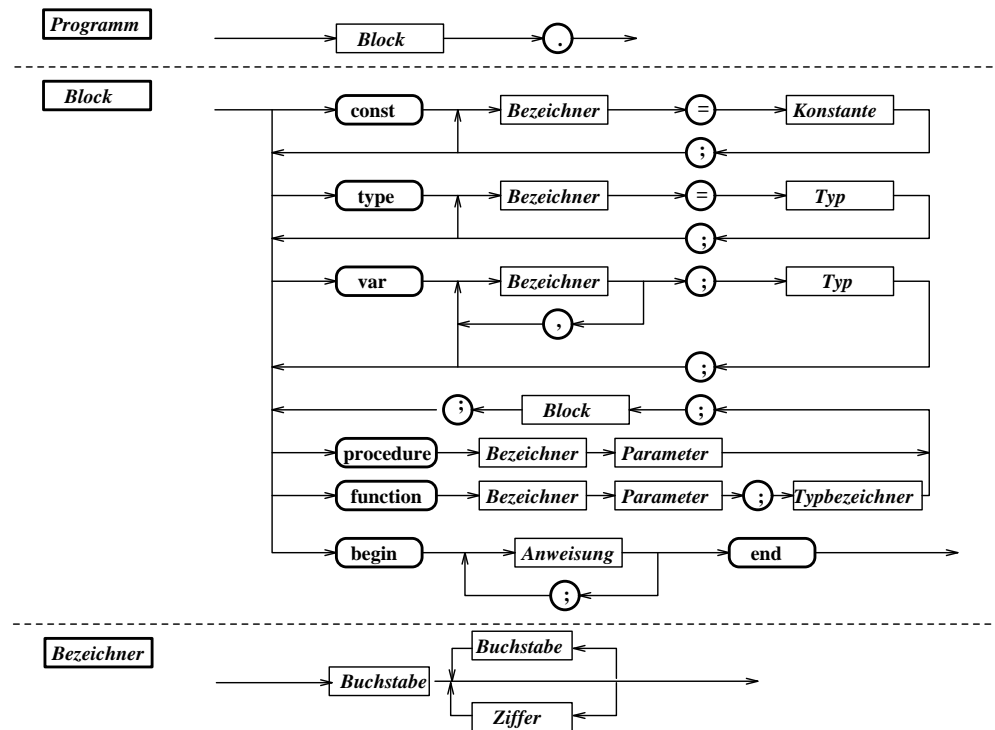 Programm
Block .
Block
const Bezeichner = Konstante
;
type Bezeichner = Typ
;
var Bezeichner ; Typ
,
;
; Block ;
procedure Bezeichner Parameter
function Bezeichner Parameter ; Typbezeichner
begin Anweisung end
;
Bezeichner
Buchstabe
Buchstabe
Ziffer